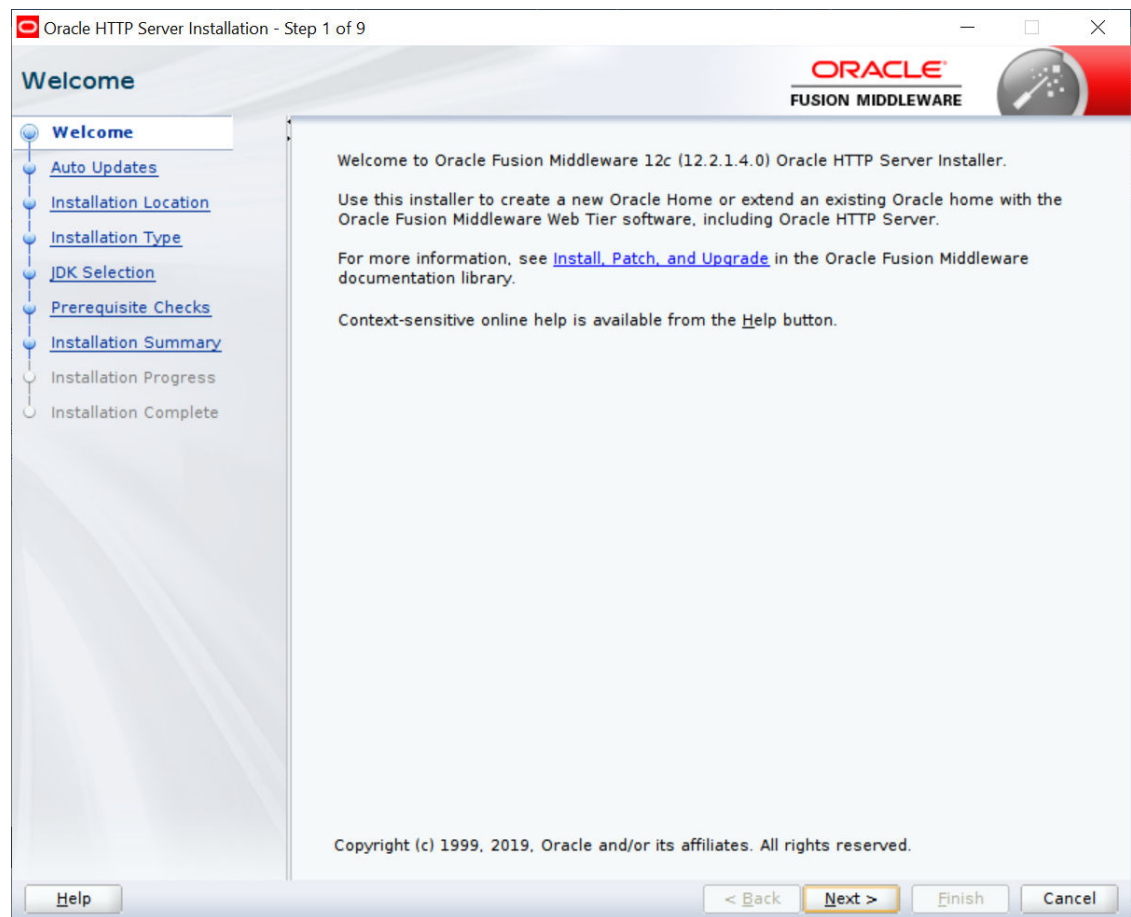 Oracle HTTP Server Installation - Step 1 of 9
Welcome
ORACLE
FUSION MIDDLEWARE
Welcome
Auto Updates
Installation Location
Installation Type
JDK Selection
Prerequisite Checks
Installation Summary
Installation Progress
Installation Complete
Welcome to Oracle Fusion Middleware 12c (12.2.1.4.0) Oracle HTTP Server Installer.
Use this installer to create a new Oracle Home or extend an existing Oracle home with the
Oracle Fusion Middleware Web Tier software, including Oracle HTTP Server.
For more information, see Install, Patch, and Upgrade in the Oracle Fusion Middleware
documentation library.
Context-sensitive online help is available from the Help button.
Copyright (c) 1999, 2019, Oracle and/or its affiliates. All rights reserved.
Help
< Back
Next >
Finish
Cancel